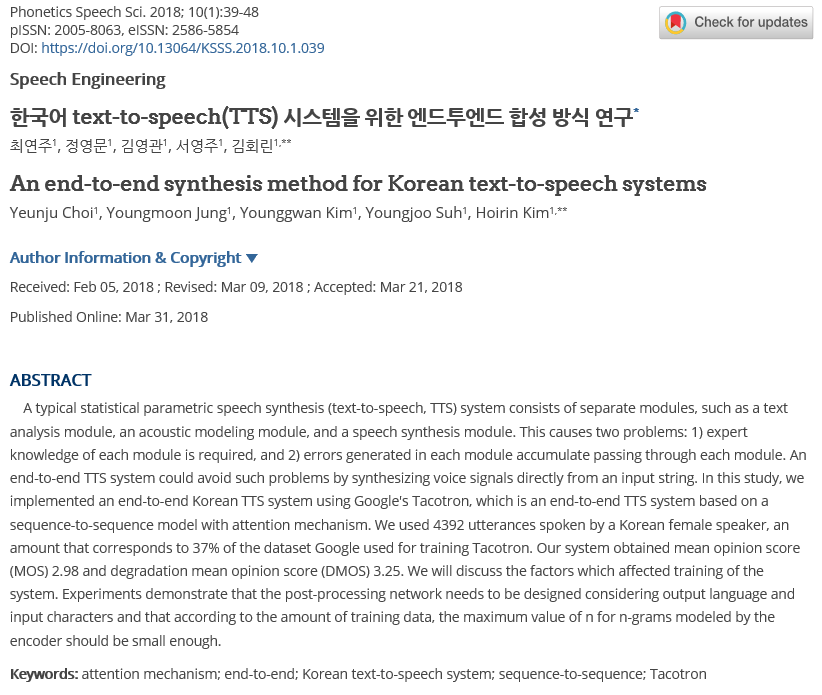 Phonetics Speech Sci. 2018; 10(1):39-48
pISSN: 2005-8063, eISSN: 2586-5854
DOI: https://doi.org/10.13064/KSSS.2018.10.1.039
Check for updates
Speech Engineering
한국어 text-to-speech(TTS) 시스템을 위한 엔드투엔드 합성 방식 연구*
최연주1, 정영문1, 김영관1, 서영주1, 김회린1,**
An end-to-end synthesis method for Korean text-to-speech systems
Yeunju Choi1, Youngmoon Jung1, Younggwan Kim1, Youngjoo Suh1, Hoirin Kim1,**
Author Information & Copyright ▼
Received: Feb 05, 2018 ; Revised: Mar 09, 2018 ; Accepted: Mar 21, 2018
Published Online: Mar 31, 2018
ABSTRACT
A typical statistical parametric speech synthesis (text-to-speech, TTS) system consists of separate modules, such as a text
analysis module, an acoustic modeling module, and a speech synthesis module. This causes two problems: 1) expert
knowledge of each module is required, and 2) errors generated in each module accumulate passing through each module. An
end-to-end TTS system could avoid such problems by synthesizing voice signals directly from an input string. In this study, we
implemented an end-to-end Korean TTS system using Google's Tacotron, which is an end-to-end TTS system based on a
sequence-to-sequence model with attention mechanism. We used 4392 utterances spoken by a Korean female speaker, an
amount that corresponds to 37% of the dataset Google used for training Tacotron. Our system obtained mean opinion score
(MOS) 2.98 and degradation mean opinion score (DMOS) 3.25. We will discuss the factors which affected training of the
system. Experiments demonstrate that the post-processing network needs to be designed considering output language and
input characters and that according to the amount of training data, the maximum value of n for n-grams modeled by the
encoder should be small enough.
Keywords: attention mechanism; end-to-end; Korean text-to-speech system; sequence-to-sequence; Tacotron